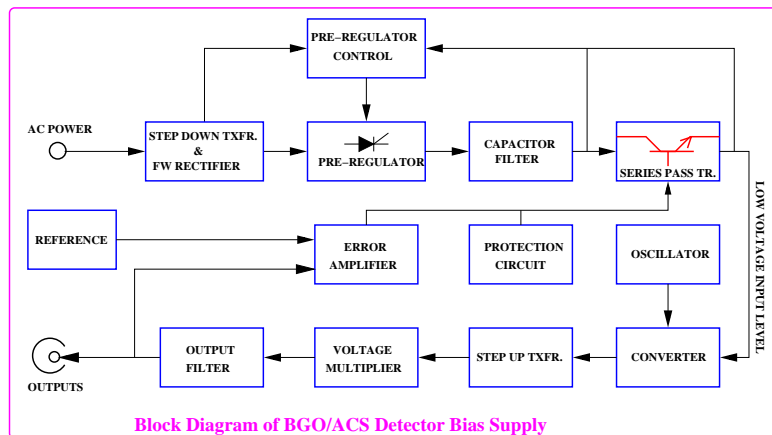 PRE-REGULATOR
CONTROL
AC POWER
STEP DOWN TXFR.
&
FW RECTIFIER
PRE-REGULATOR
CAPACITOR
FILTER
SERIES PASS TR.
REFERENCE
ERROR
AMPLIFIER
PROTECTION
CIRCUIT
OSCILLATOR
LOW VOLTAGE INPUT LEVEL
OUTPUTS
OUTPUT
FILTER
VOLTAGE
MULTIPLIER
STEP UP TXFR.
CONVERTER
Block Diagram of BGO/ACS Detector Bias Supply